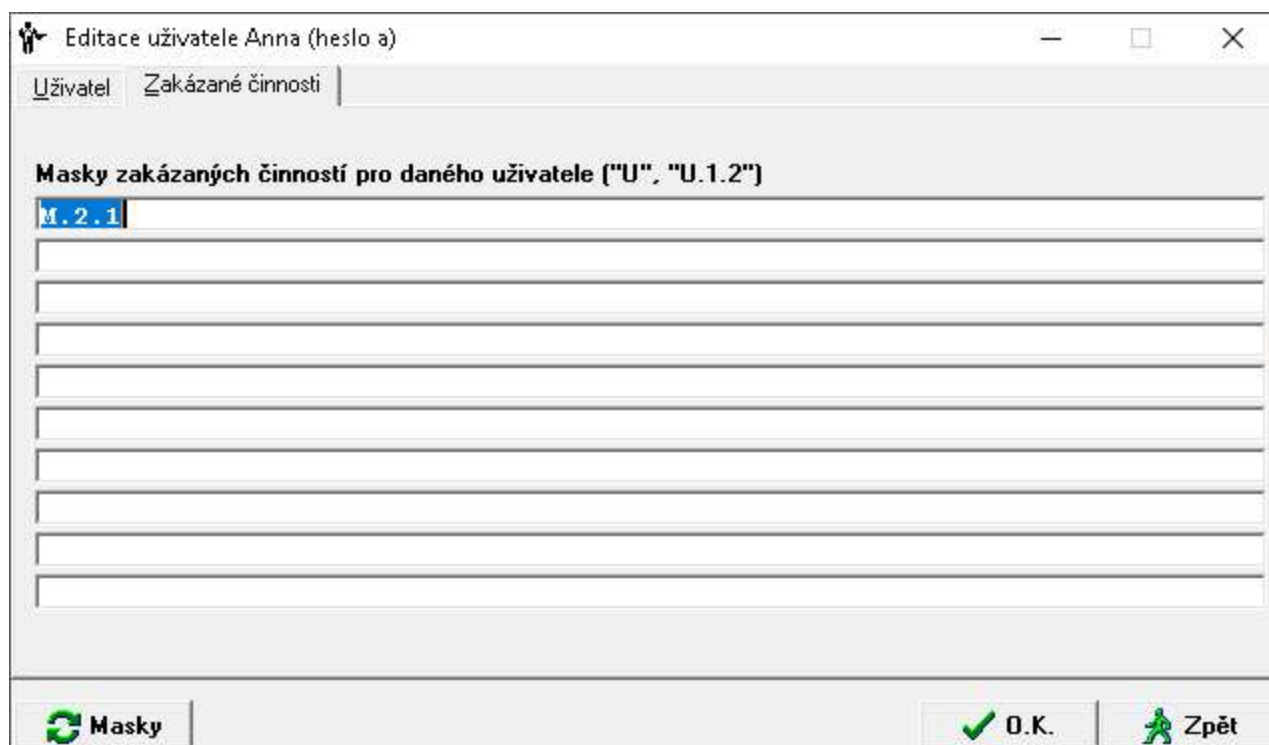 Editace uživatele Anna (heslo a)
Uživatel Zakázané činnosti
Masky zakázaných činností pro daného uživatele ("U", "U.1.2")
M.2.1
Masky O.K. Zpět